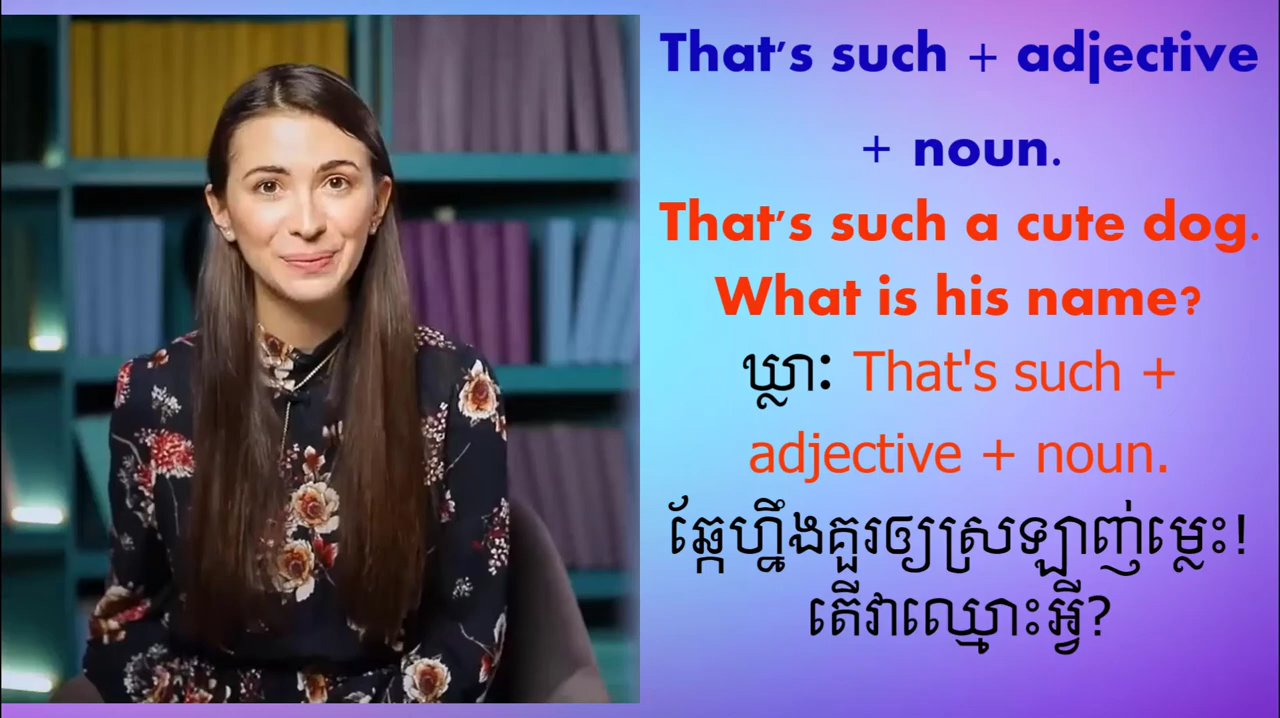 That's such + adjective
+ noun.
That's such a cute dog.
What is his name?
ឃ្លាៈ That's such +
adjective + noun.
ឆ្កែហ្នឹងគួរឲ្យស្រឡាញ់ម្លេះ!
តើវាឈ្មោះអ្វី?